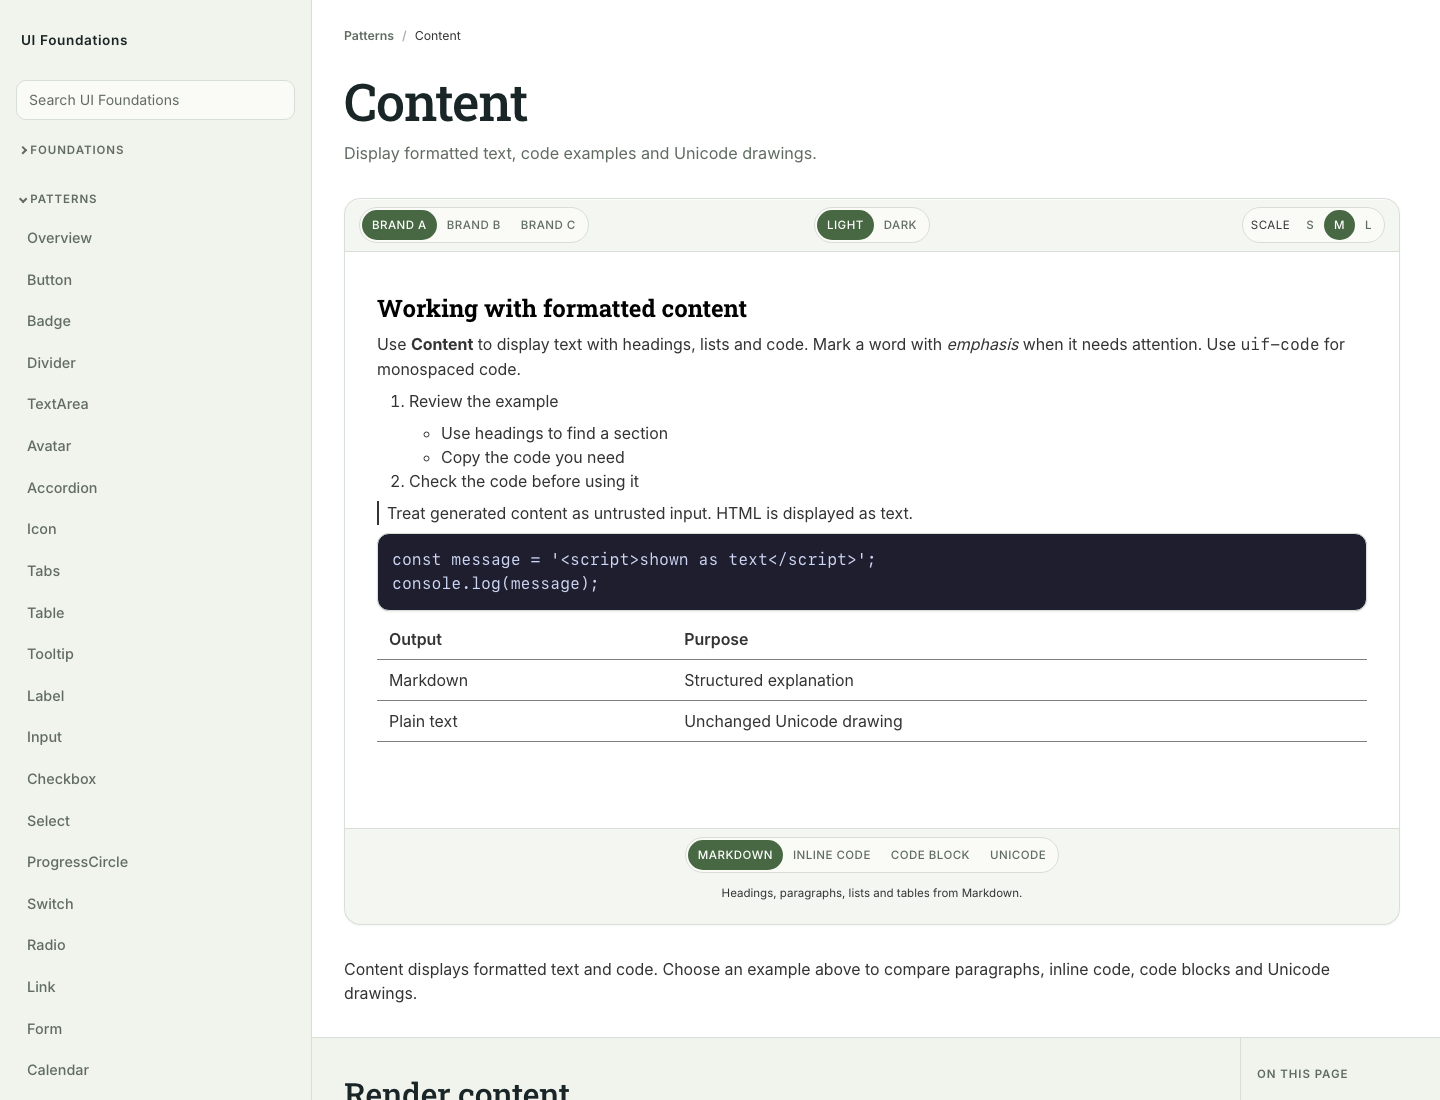 UI Foundations
Search UI Foundations
FOUNDATIONS
PATTERNS
Overview
Button
Badge
Divider
TextArea
Avatar
Accordion
Icon
Tabs
Table
Tooltip
Label
Input
Checkbox
Select
ProgressCircle
Switch
Radio
Link
Form
Calendar
Patterns / Content
Content
Display formatted text, code examples and Unicode drawings.
BRAND A BRAND B BRAND C
LIGHT DARK
SCALE S M L
Working with formatted content
Use Content to display text with headings, lists and code. Mark a word with emphasis when it needs attention. Use uif-code for
monospaced code.
1. Review the example
◦ Use headings to find a section
◦ Copy the code you need
2. Check the code before using it
Treat generated content as untrusted input. HTML is displayed as text.
const message = '<script>shown as text</script>';
console.log(message);
Output Purpose
Markdown Structured explanation
Plain text Unchanged Unicode drawing
MARKDOWN INLINE CODE CODE BLOCK UNICODE
Headings, paragraphs, lists and tables from Markdown.
Content displays formatted text and code. Choose an example above to compare paragraphs, inline code, code blocks and Unicode
drawings.
Render content
ON THIS PAGE